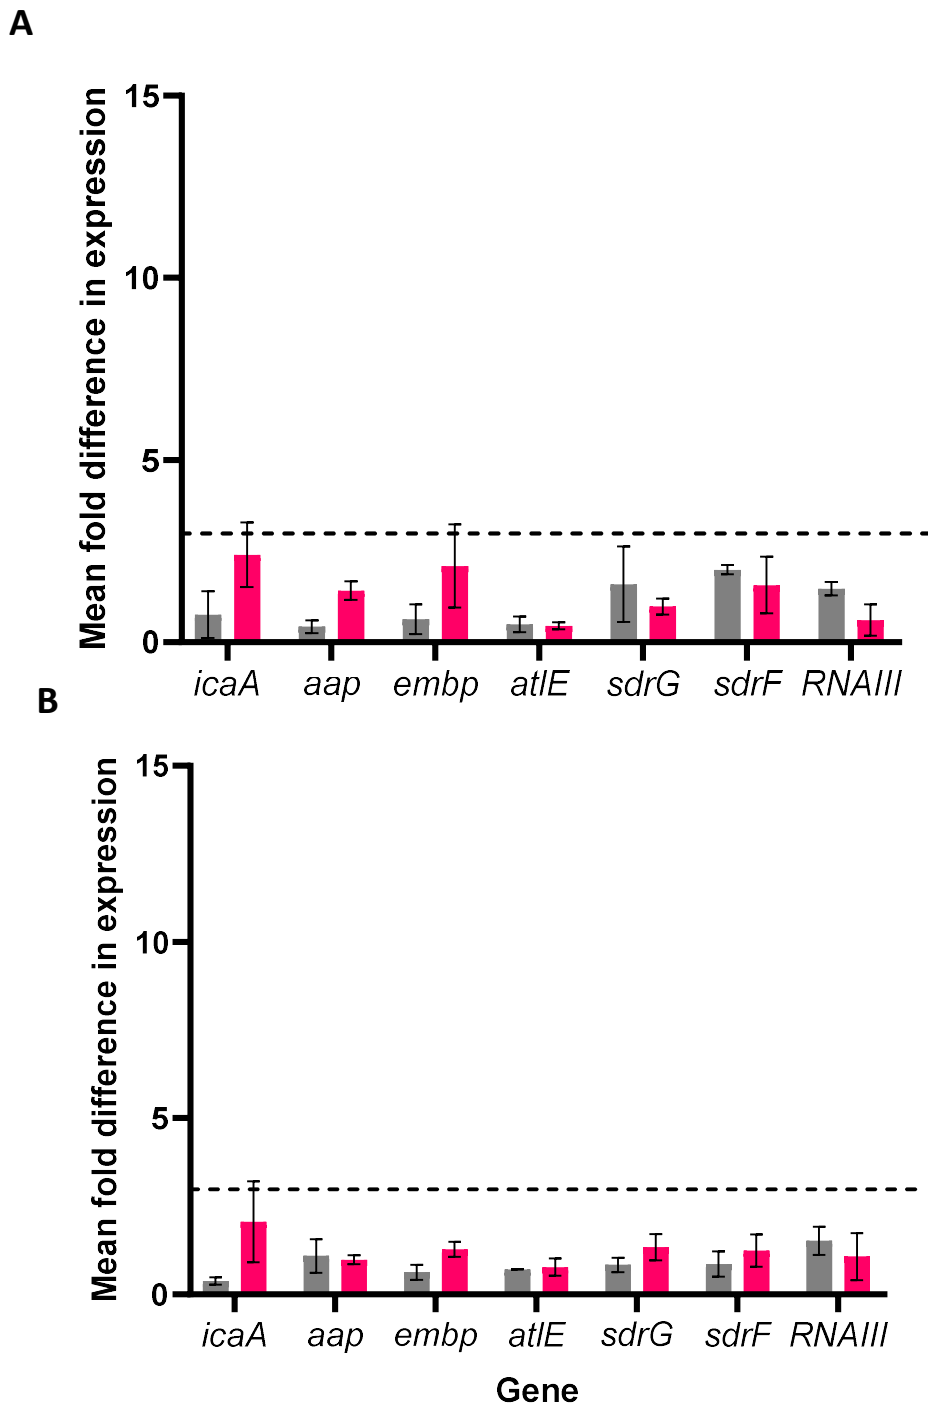 A
Mean fold difference in expression
15
10
5
0
icaA aap embp atlE sdrG sdrF RNAIII
B
Mean fold difference in expression
15
10
5
0
icaA aap embp atlE sdrG sdrF RNAIII
Gene